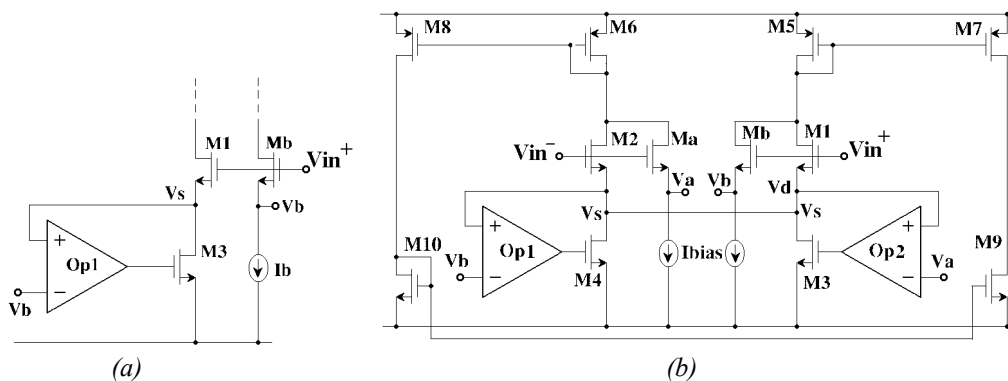 M1
Mb
Vin+
Vs
Vb
M3
Op1
+
−
Ib
Vb
(a)
M8
M6
M5
M7
M2
Ma
Mb
M1
Vin−
Vin+
Va
Vb
Vd
Vs
Vs
M10
M9
Vb
+
Op1
−
Ibias
+
Op2
−
Va
M4
M3
(b)